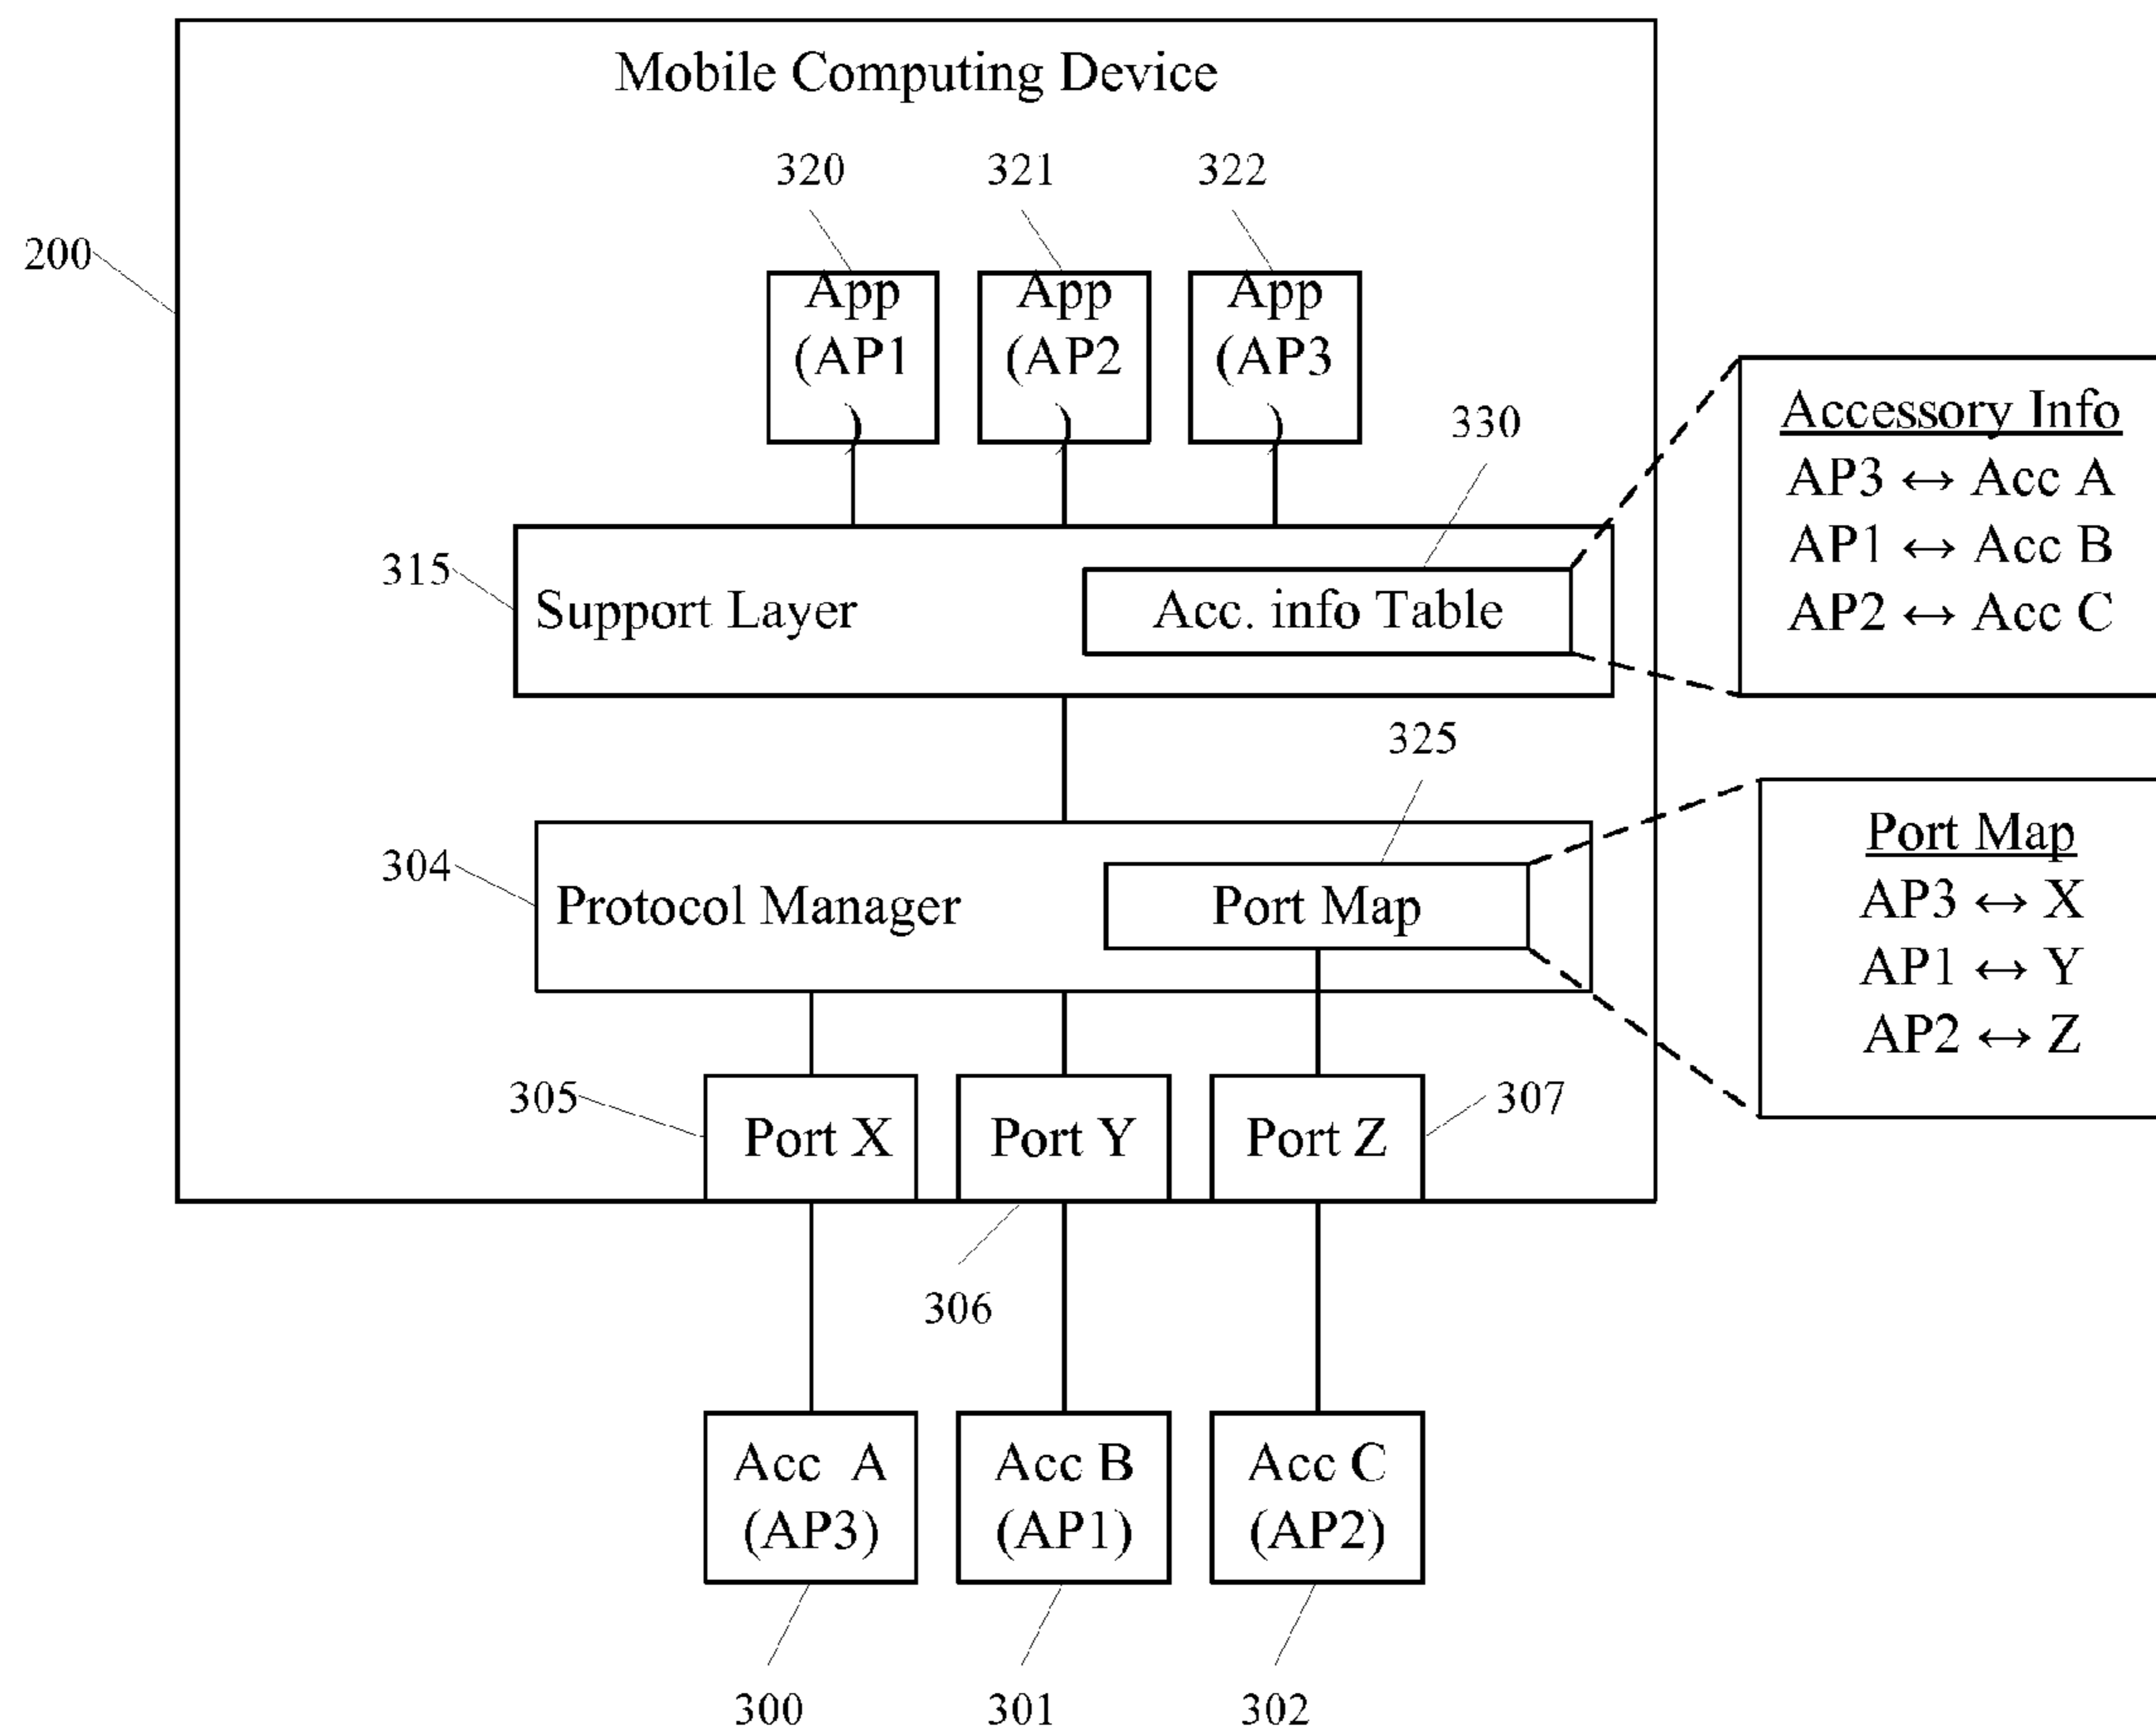 Mobile Computing Device
320
321
322
200
App
(AP1
)
App
(AP2
)
App
(AP3
)
330
Accessory Info
AP3 ↔ Acc A
AP1 ↔ Acc B
AP2 ↔ Acc C
315
Support Layer
Acc. info Table
325
304
Protocol Manager
Port Map
Port Map
AP3 ↔ X
AP1 ↔ Y
AP2 ↔ Z
305
Port X
Port Y
Port Z
307
306
Acc A
(AP3)
Acc B
(AP1)
Acc C
(AP2)
300
301
302